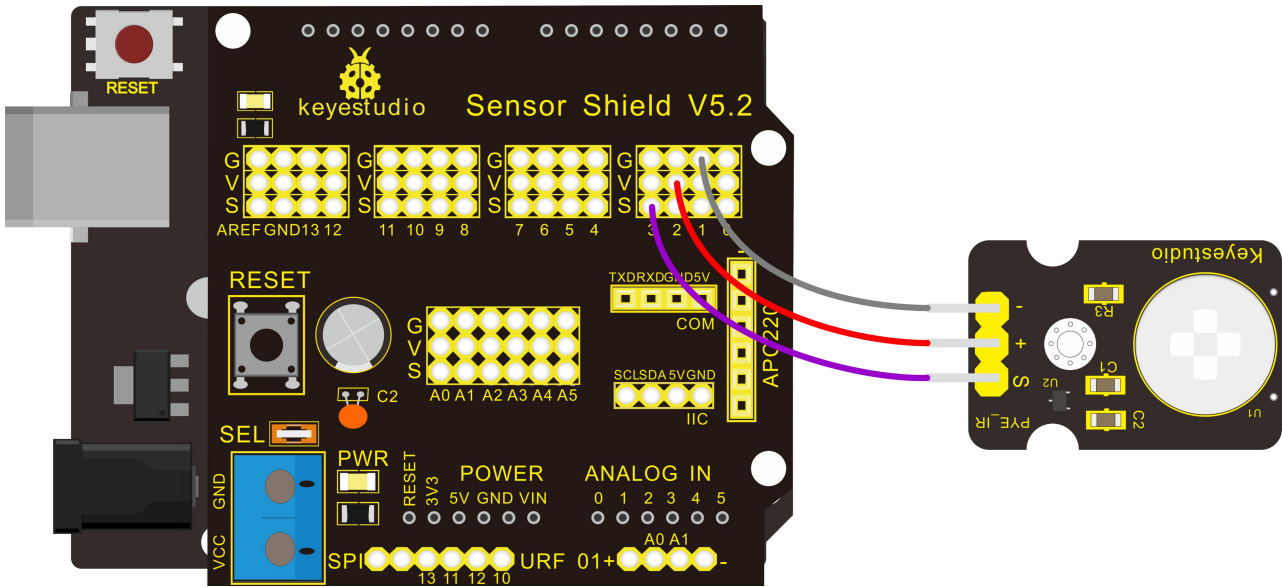 RESET
keyestudio
Sensor Shield V5.2
G G G G
V V V V
S S S S
AREF GND 13 12
11 10 9 8
7 6 5 4
3 2 1 0
RESET
TXD RXD GND 5V
COM
-
APC220
G
V
S
A0 A1 A2 A3 A4 A5
C2
SCL SDA 5V GND
IIC
SEL
PWR
GND
VCC
RESET
3V3
POWER
5V GND VIN
ANALOG IN
0 1 2 3 4 5
SPI
13 11 12 10
URF 01+
A0 A1
-
Keyestudio
-
+
S
R3
C1
U2
C2
U1
PYE_IR